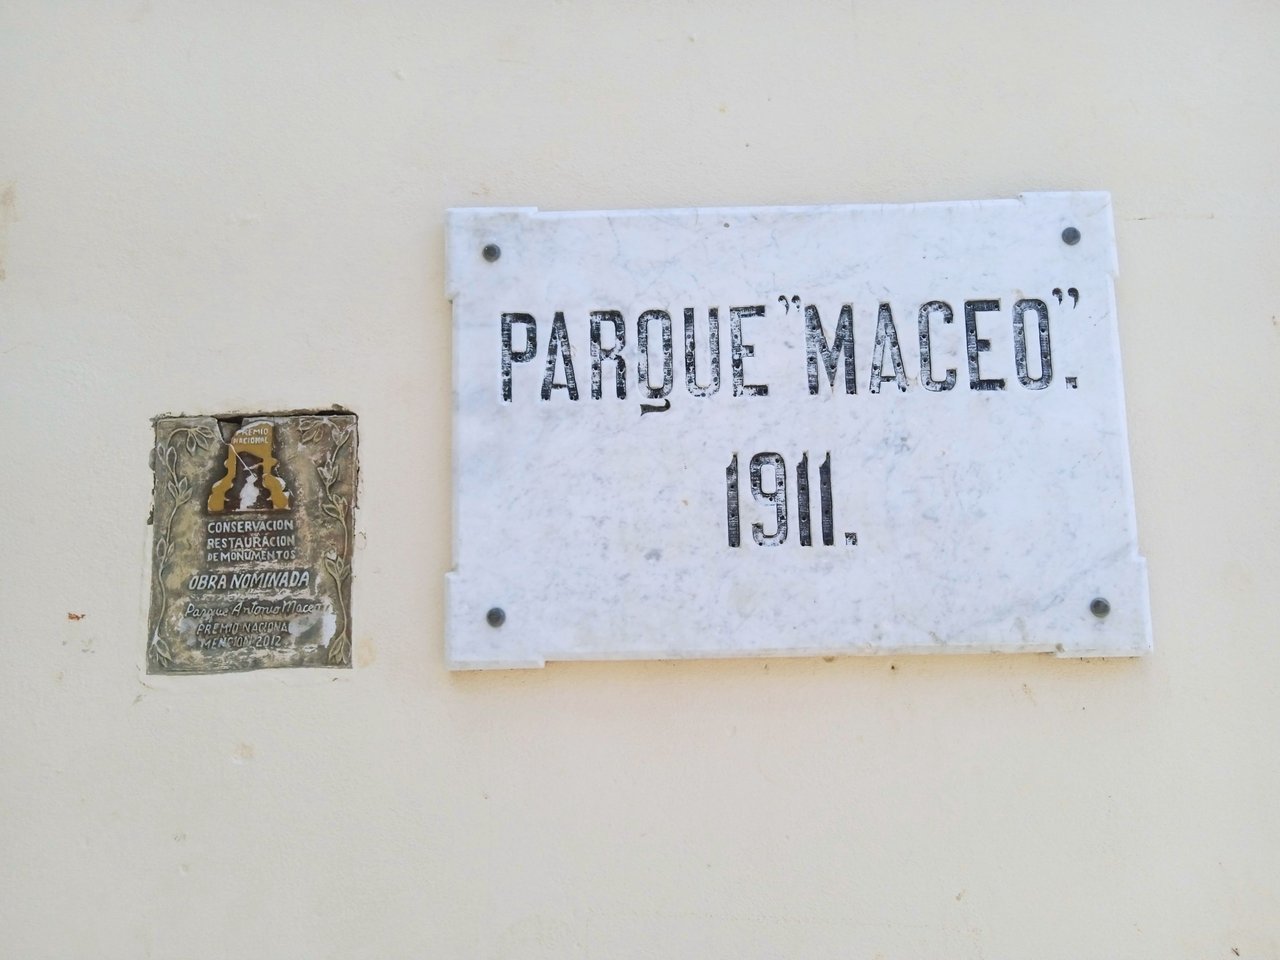 PREMIO
NACIONAL
CONSERVACION
RESTAURACION
DE MONUMENTOS
OBRA NOMINADA
Parque Antonio Maceo
PREMIO NACIONAL
MENCION 2012
PARQUE "MACEO".
1911.